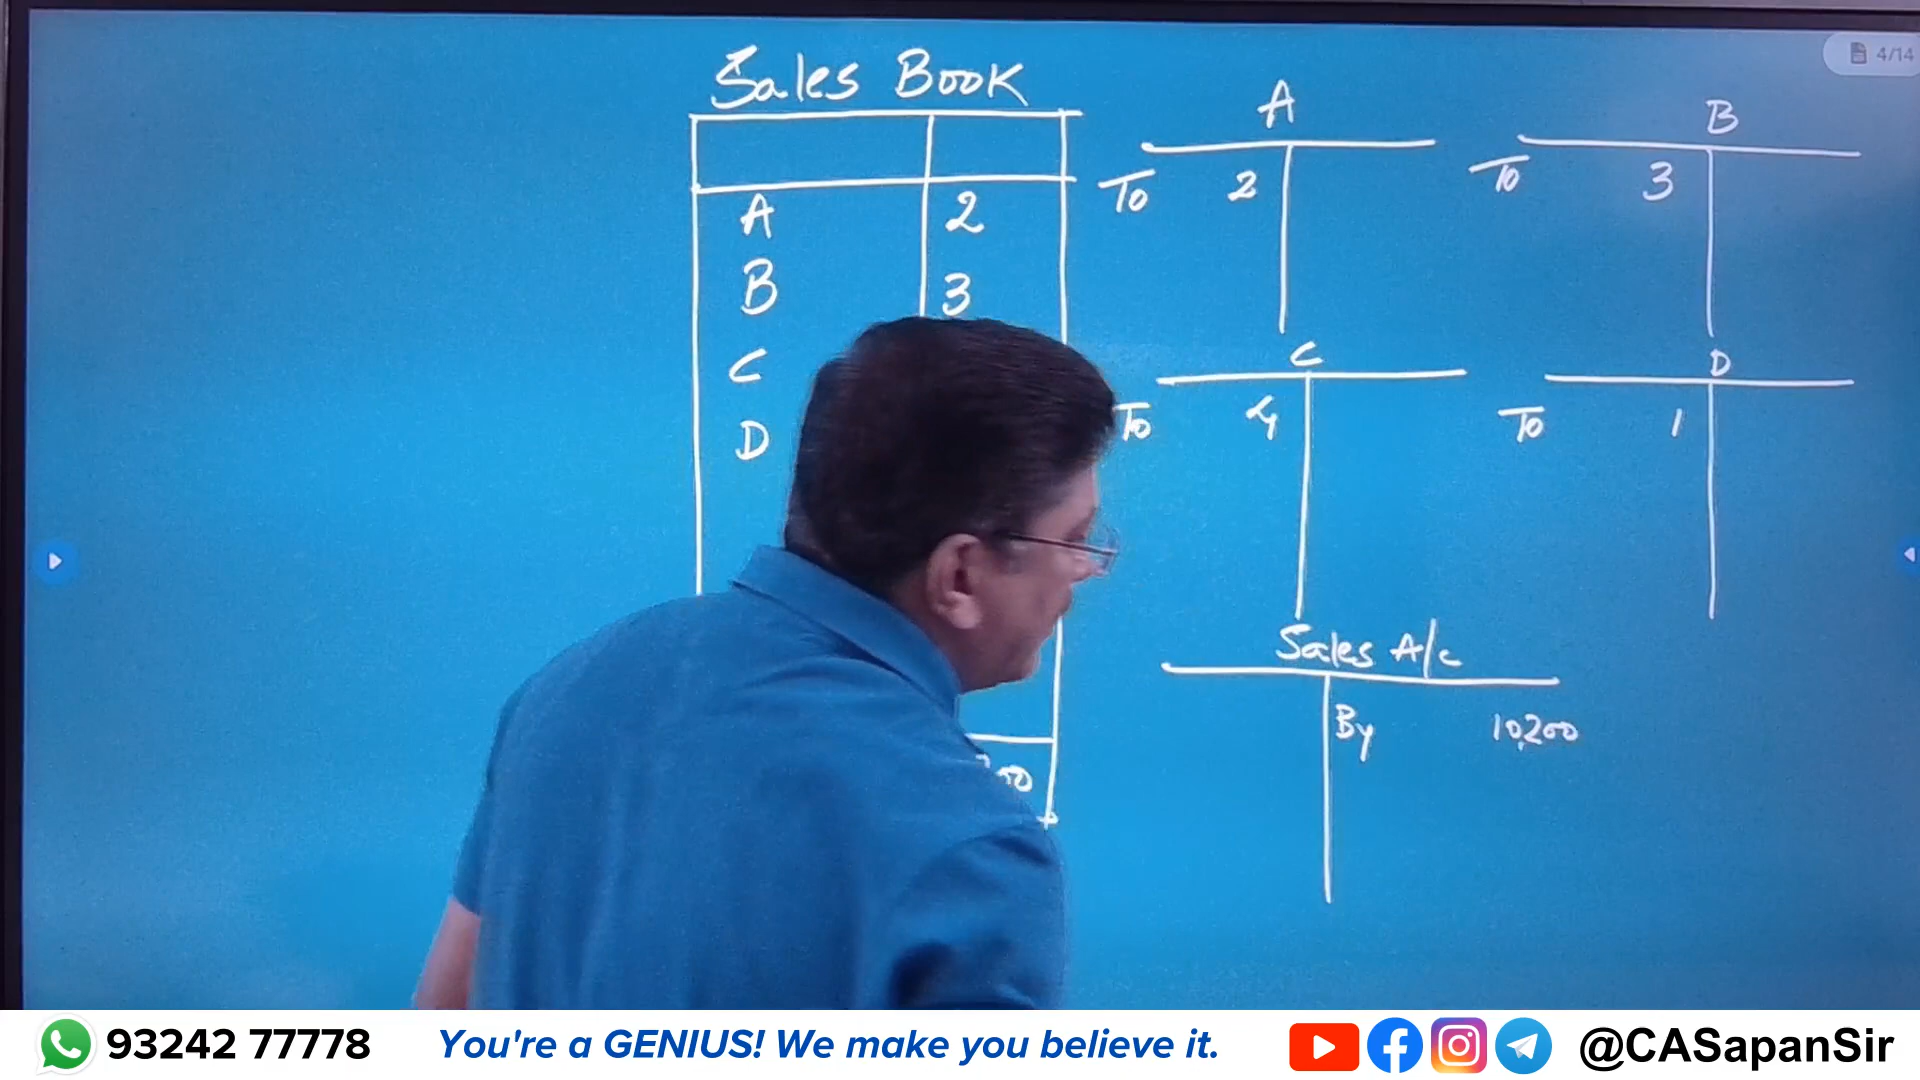 4/14
Sales Book
A 2
B 3
C
D
A
To 2
B
To 3
C
To 4
D
To 1
Sales A/c
By 10,200
93242 77778
You're a GENIUS! We make you believe it.
@CASapanSir